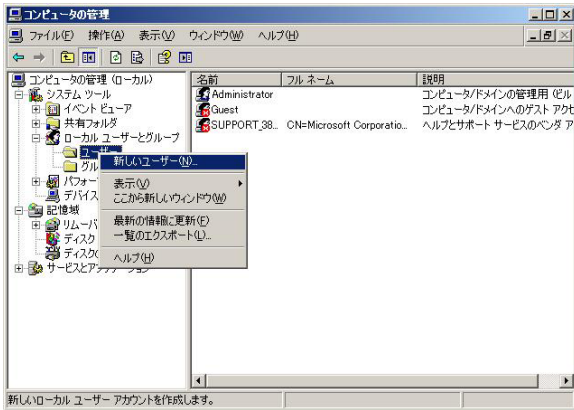 コンピュータの管理
ファイル(F) 操作(A) 表示(V) ウィンドウ(W) ヘルプ(H)
コンピュータの管理 (ローカル)
システム ツール
イベント ビューア
共有フォルダ
ローカル ユーザーとグループ
ユーザー
グル
パフォー
デバイス
記憶域
リムーバ
ディスク
ディスクの
サービスとアプリケーション
名前 フル ネーム 説明
Administrator コンピュータ/ドメインの管理用 (ビル
Guest コンピュータ/ドメインへのゲスト アクセ
SUPPORT_38... CN=Microsoft Corporatio... ヘルプとサポート サービスのベンダ ア
新しいユーザー(N)...
表示(V)
ここから新しいウィンドウ(W)
最新の情報に更新(F)
一覧のエクスポート(L)...
ヘルプ(H)
新しいローカル ユーザー アカウントを作成します。